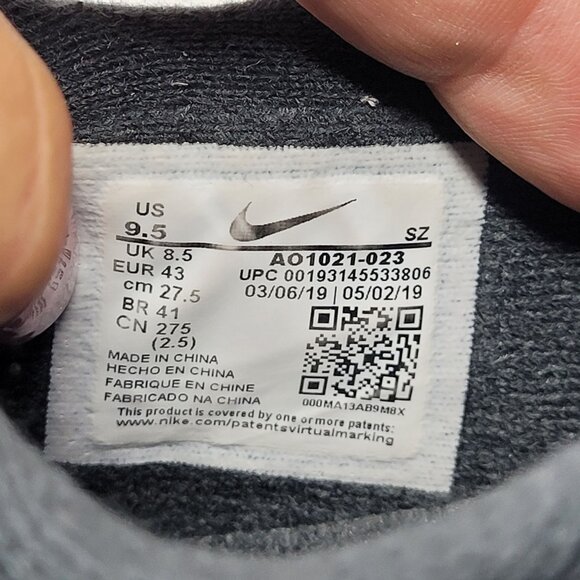 US
9.5
SZ
UK 8.5
EUR 43
cm 27.5
BR 41
CN 275
(2.5)
AO1021-023
UPC 00193145533806
03/06/19 | 05/02/19
000MA13AB9M8X
MADE IN CHINA
HECHO EN CHINA
FABRIQUE EN CHINE
FABRICADO NA CHINA
This product is covered by one or more patents:
www.nike.com/patentsvirtualmarking